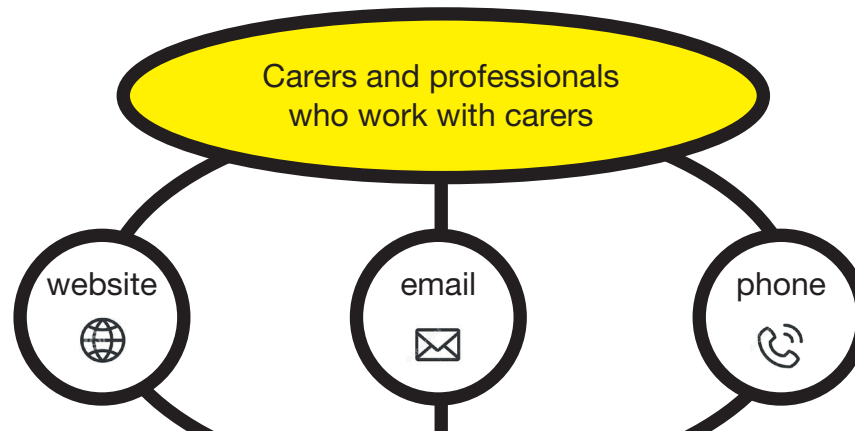 Carers and professionals
who work with carers
website
email
phone